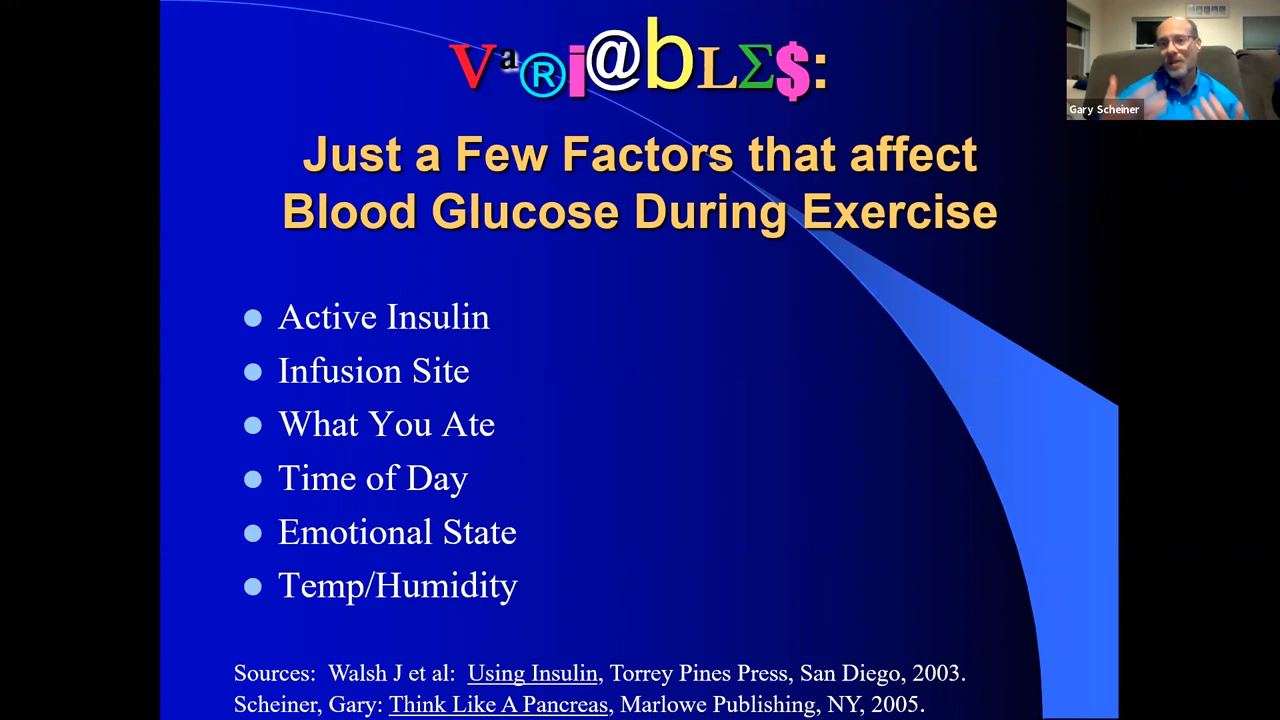 Va®i@bLΣ$:
Just a Few Factors that affect
Blood Glucose During Exercise
Active Insulin
Infusion Site
What You Ate
Time of Day
Emotional State
Temp/Humidity
Sources: Walsh J et al: Using Insulin, Torrey Pines Press, San Diego, 2003.
Scheiner, Gary: Think Like A Pancreas, Marlowe Publishing, NY, 2005.
Gary Scheiner